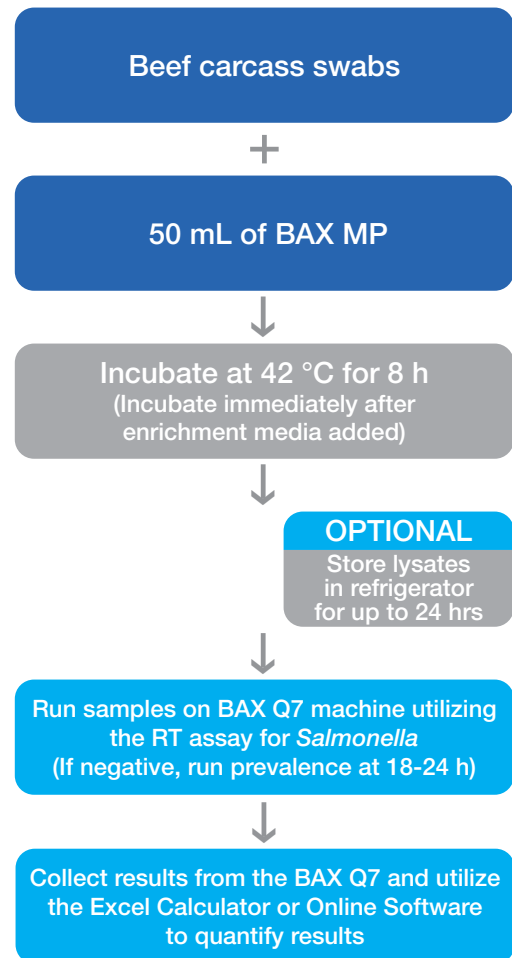 Beef carcass swabs
+
50 mL of BAX MP
Incubate at 42 °C for 8 h
(Incubate immediately after
enrichment media added)
OPTIONAL
Store lysates
in refrigerator
for up to 24 hrs
Run samples on BAX Q7 machine utilizing
the RT assay for Salmonella
(If negative, run prevalence at 18-24 h)
Collect results from the BAX Q7 and utilize
the Excel Calculator or Online Software
to quantify results